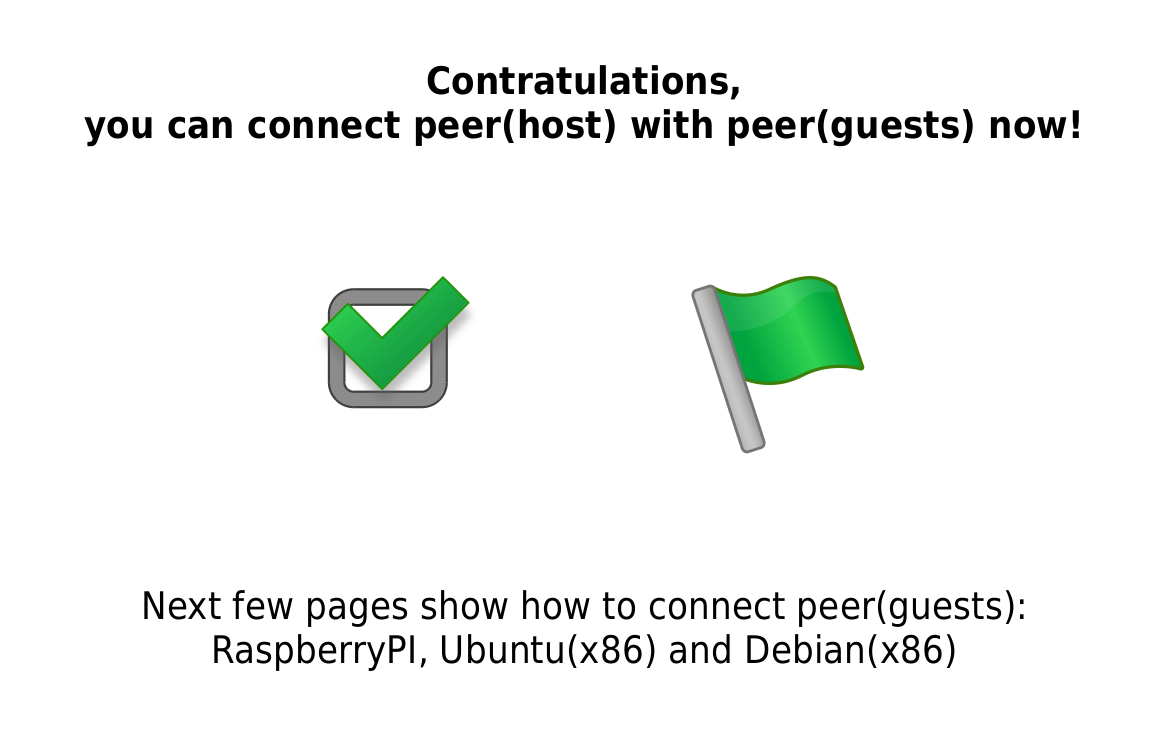 Contratulations,
you can connect peer(host) with peer(guests) now!
Next few pages show how to connect peer(guests):
RaspberryPI, Ubuntu(x86) and Debian(x86)